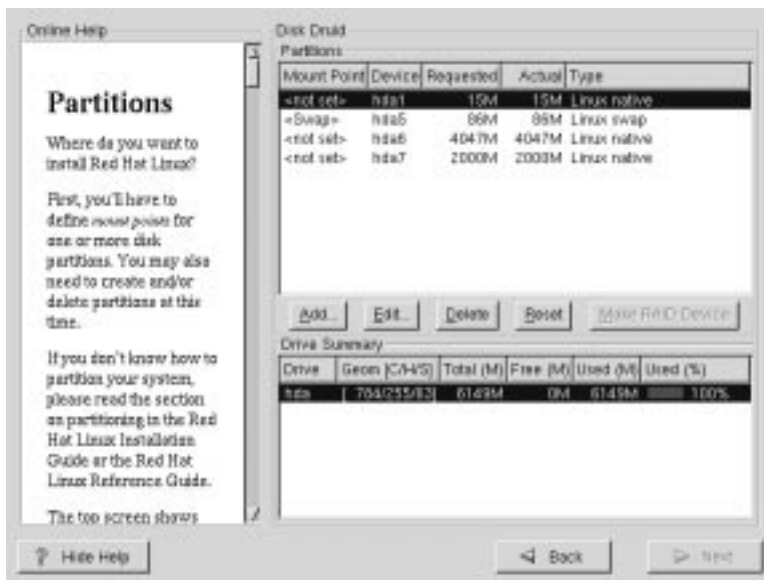 Online Help
Partitions
Where do you want to
install Red Hat Linux?
First, you'll have to
define mount points for
one or more disk
partitions. You may also
need to create and/or
delete partitions at this
time.
If you don't know how to
partition your system,
please read the section
on partitioning in the Red
Hat Linux Installation
Guide or the Red Hat
Linux Reference Guide.
The top screen shows
Disk Druid
Partitions
Mount Point Device Requested Actual Type
<not set> hda1 15M 15M Linux native
<Swap> hda5 86M 86M Linux swap
<not set> hda6 4047M 4047M Linux native
<not set> hda7 2000M 2000M Linux native
Add... Edit... Delete Reset Make RAID Device
Drive Summary
Drive Geom [C/H/S] Total (M) Free (M) Used (M) Used (%)
hda [ 784/255/63] 6149M 0M 6149M 100%
? Hide Help Back Next